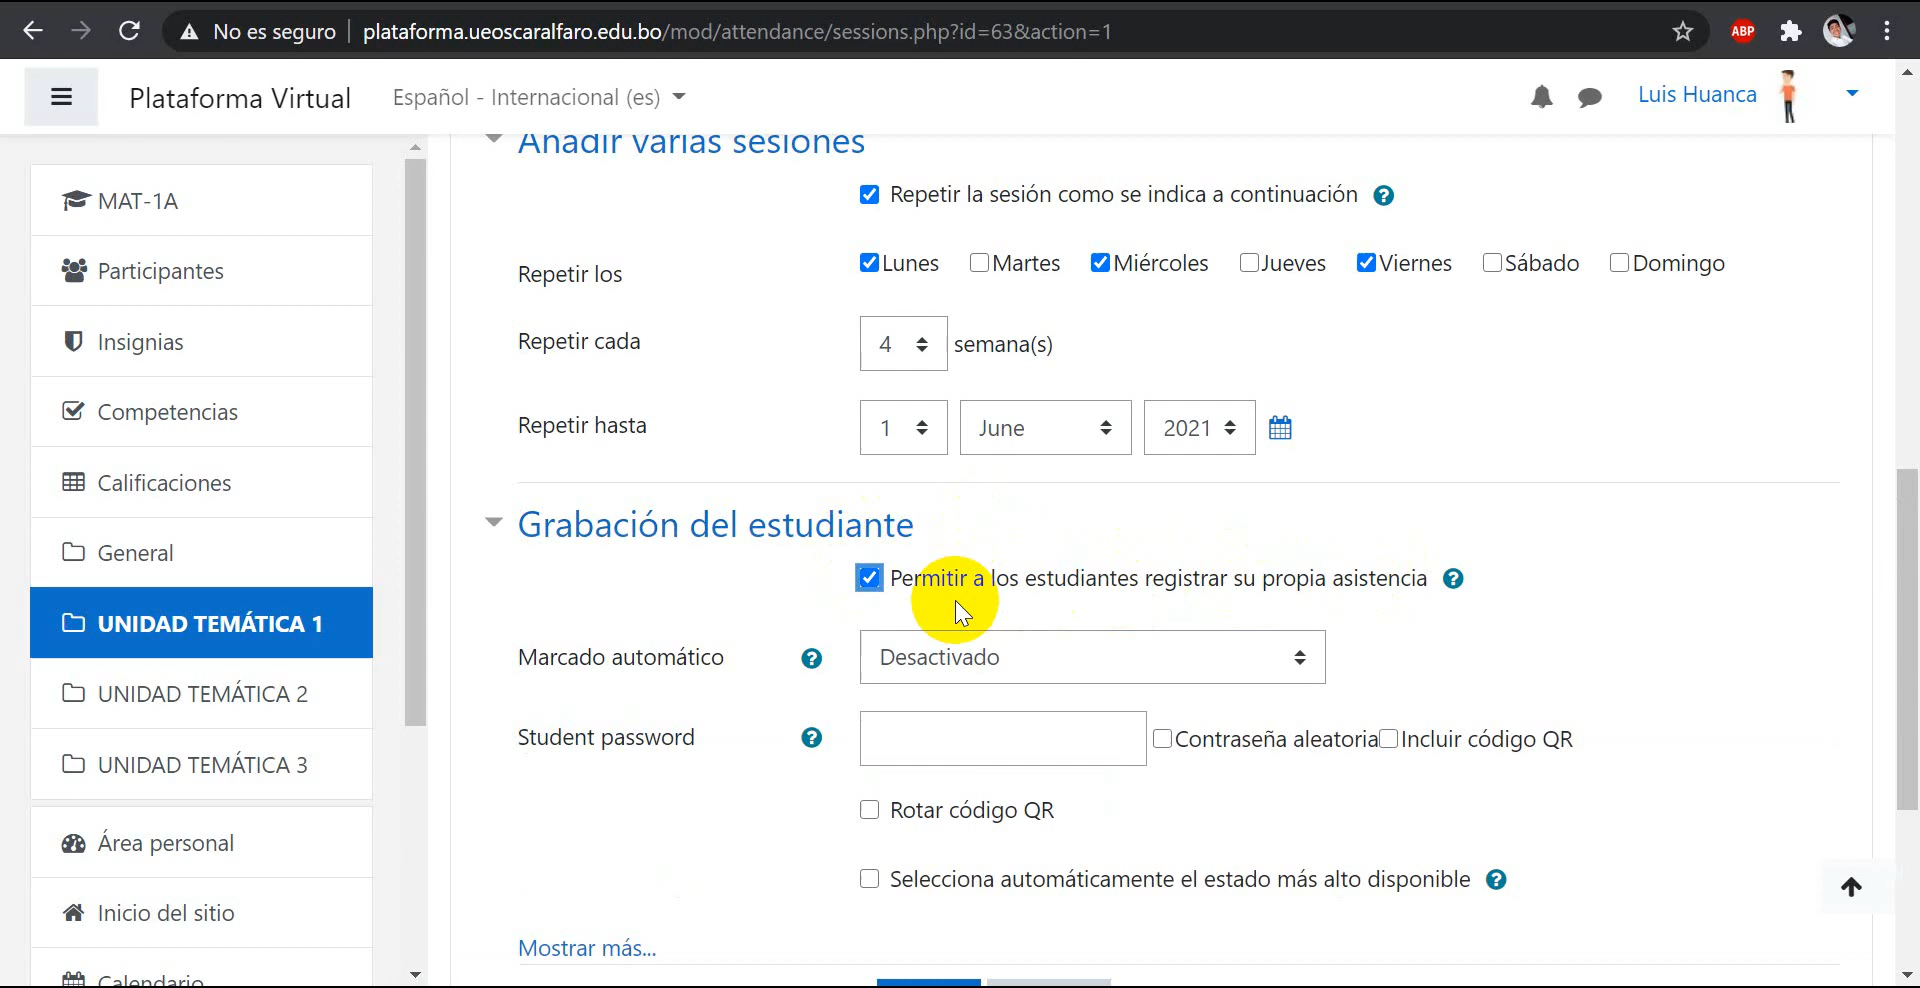 No es seguro plataforma.ueoscaralfaro.edu.bo/mod/attendance/sessions.php?id=63&action=1 ABP
Plataforma Virtual Español - Internacional (es) Luis Huanca
Añadir varias sesiones
MAT-1A
Participantes
Insignias
Competencias
Calificaciones
General
UNIDAD TEMÁTICA 1
UNIDAD TEMÁTICA 2
UNIDAD TEMÁTICA 3
Área personal
Inicio del sitio
Calendario
Repetir la sesión como se indica a continuación ?
Repetir los Lunes Martes Miércoles Jueves Viernes Sábado Domingo
Repetir cada 4 semana(s)
Repetir hasta 1 June 2021
Grabación del estudiante
Permitir a los estudiantes registrar su propia asistencia ?
Marcado automático ? Desactivado
Student password ? Contraseña aleatoria Incluir código QR
Rotar código QR
Selecciona automáticamente el estado más alto disponible ?
Mostrar más...